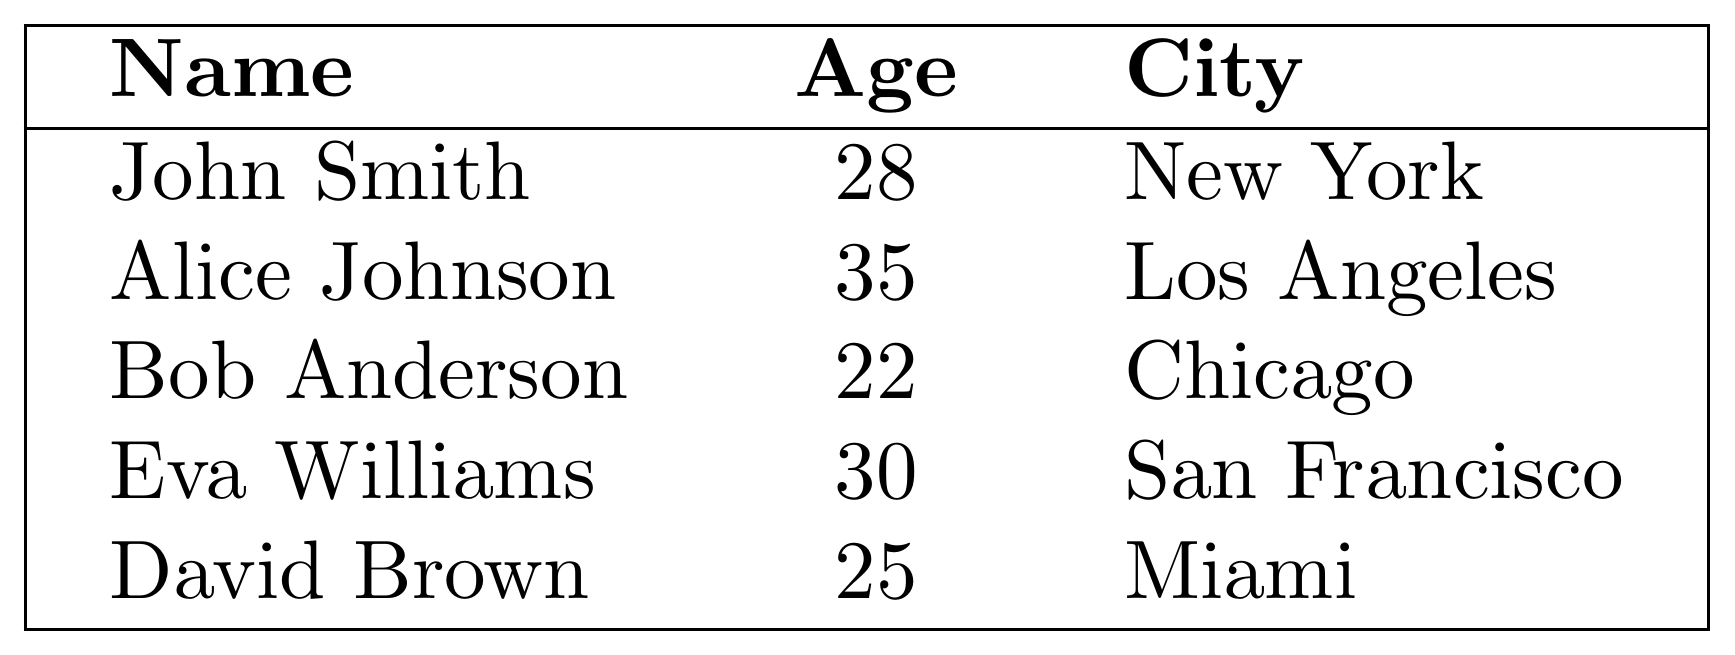 Name Age City
John Smith 28 New York
Alice Johnson 35 Los Angeles
Bob Anderson 22 Chicago
Eva Williams 30 San Francisco
David Brown 25 Miami